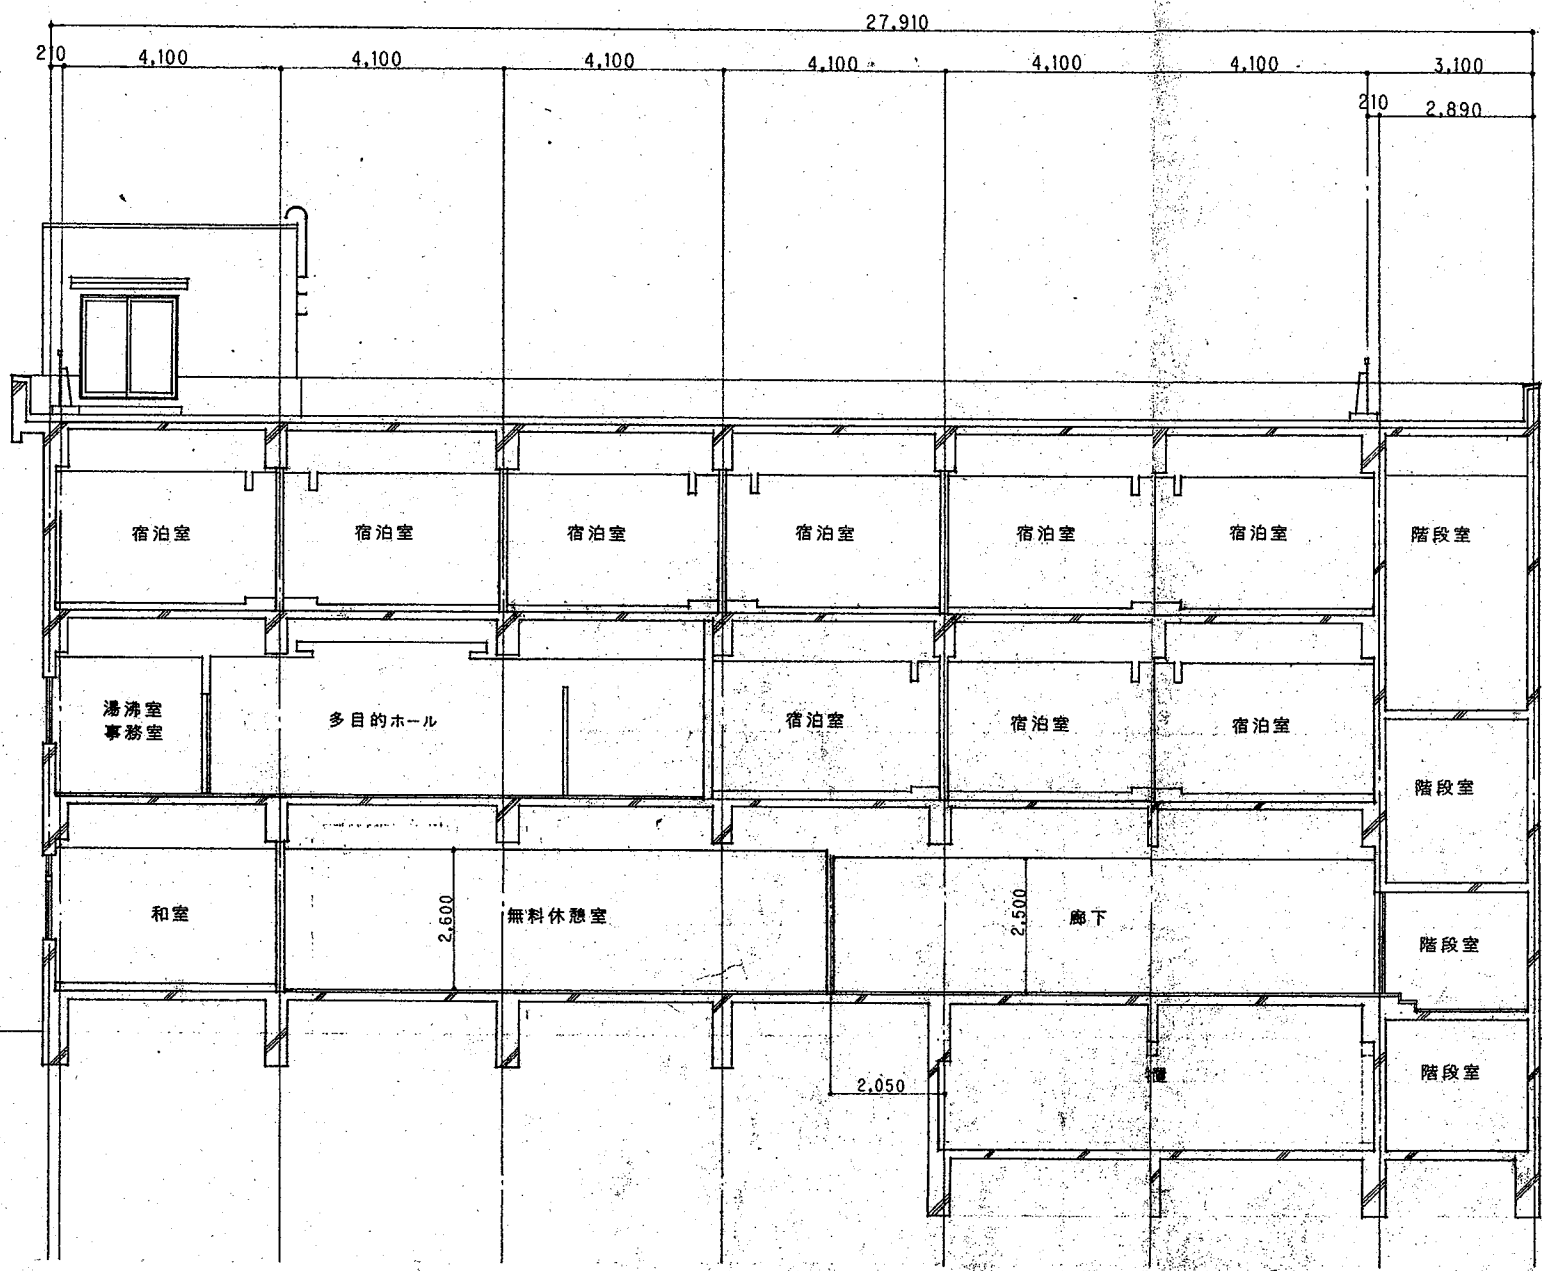 27,910
210
4,100
4,100
4,100
4,100
4,100
4,100
3,100
210
2,890
宿泊室
宿泊室
宿泊室
宿泊室
宿泊室
宿泊室
階段室
湯沸室
事務室
多目的ホール
宿泊室
宿泊室
宿泊室
階段室
和室
2,600
無料休憩室
2,500
廊下
階段室
2,050
階段室